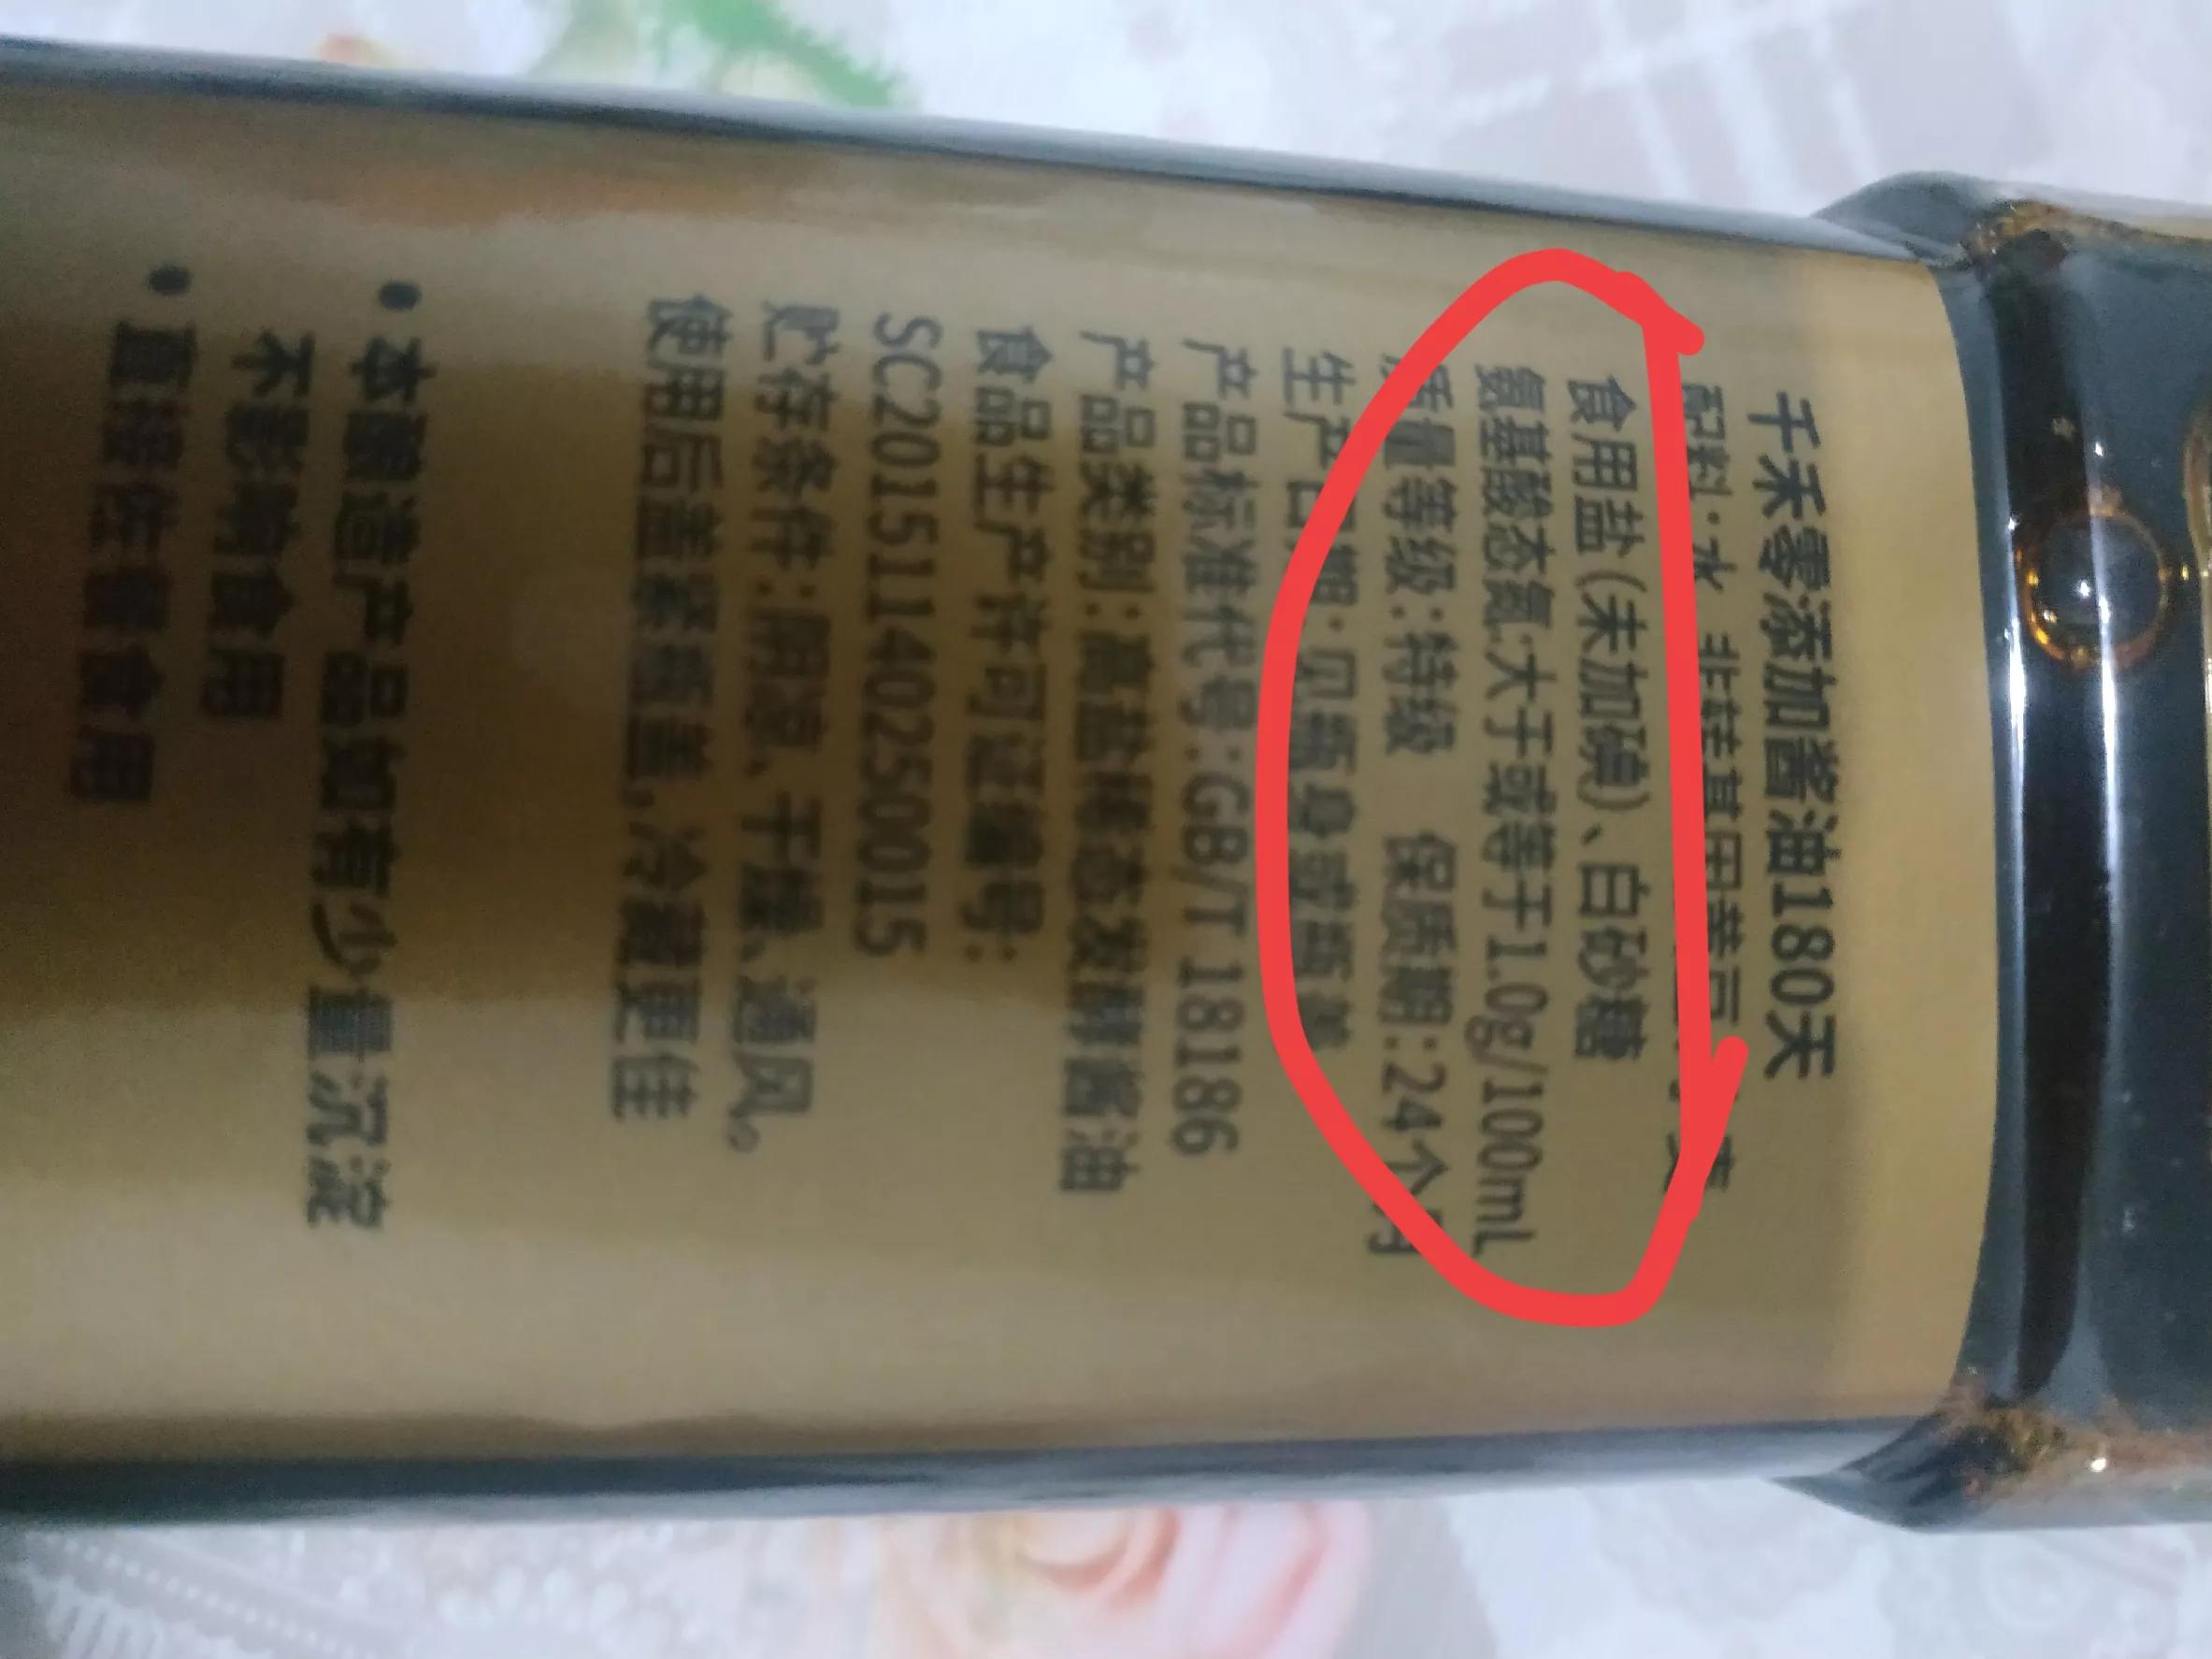 千禾零添加酱油180天
配料:水、非转基因黄豆、
食用盐(未加碘)、白砂糖
氨基酸态氮:大于或等于1.0g/100mL
质量等级:特级 保质期:24个月
生产日期:见瓶身或瓶盖
产品标准代号:GB/T 18186
产品类别:高盐稀态发酵酱油
食品生产许可证编号:
SC20151140250015
贮存条件:阴凉、干燥、通风。
使用后盖紧瓶盖,冷藏更佳
•本酿造产品如有少量沉淀
不影响食用
•直接佐餐食用